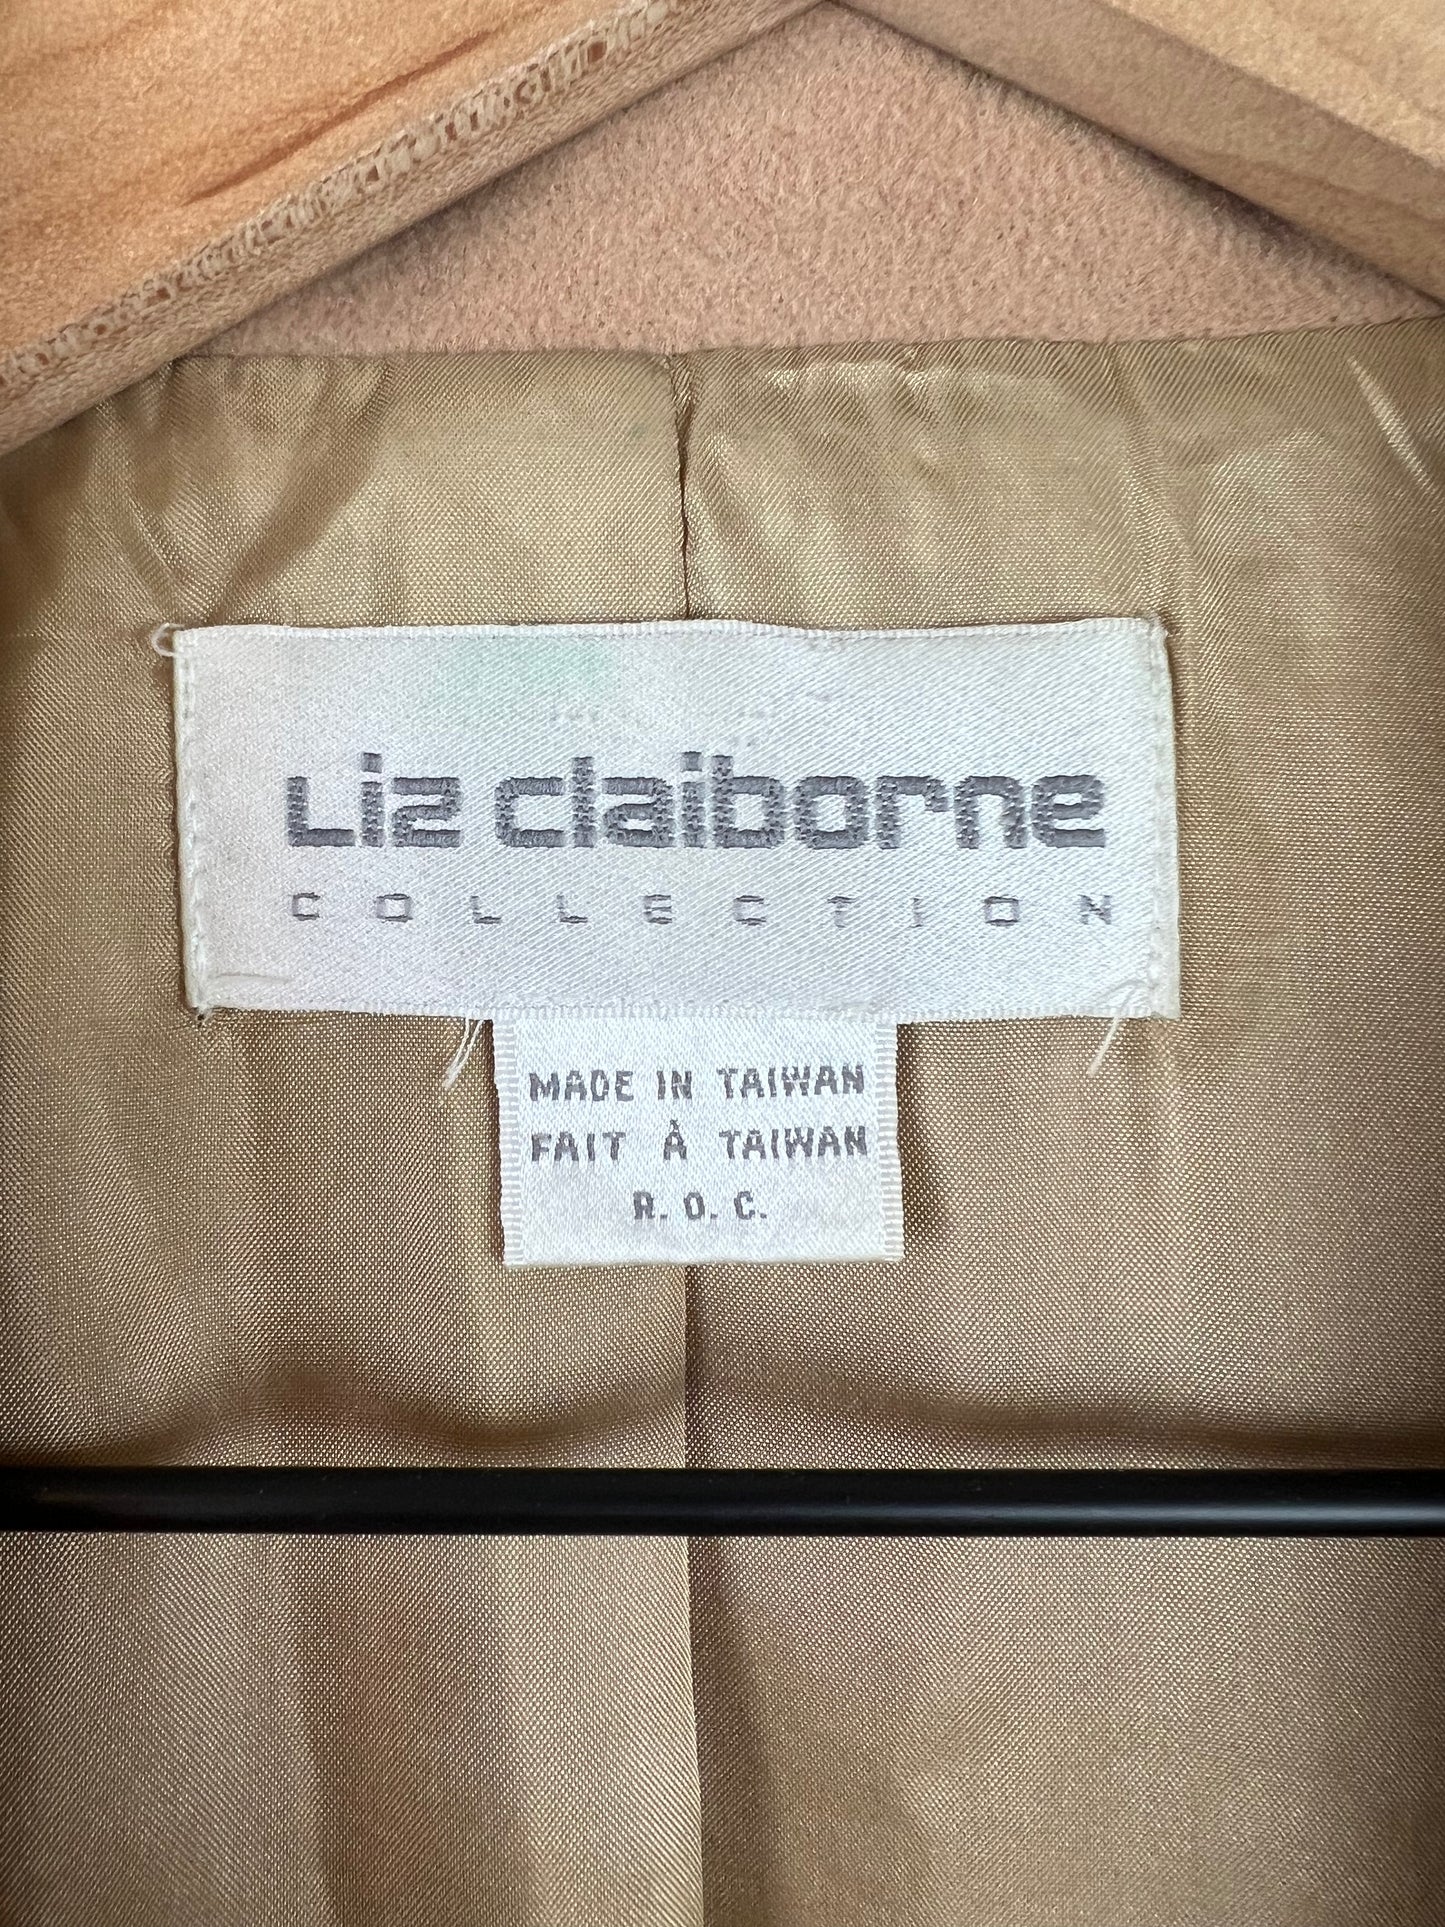 Liz claiborne
COLLECTION
MADE IN TAIWAN
FAIT À TAIWAN
R.O.C.